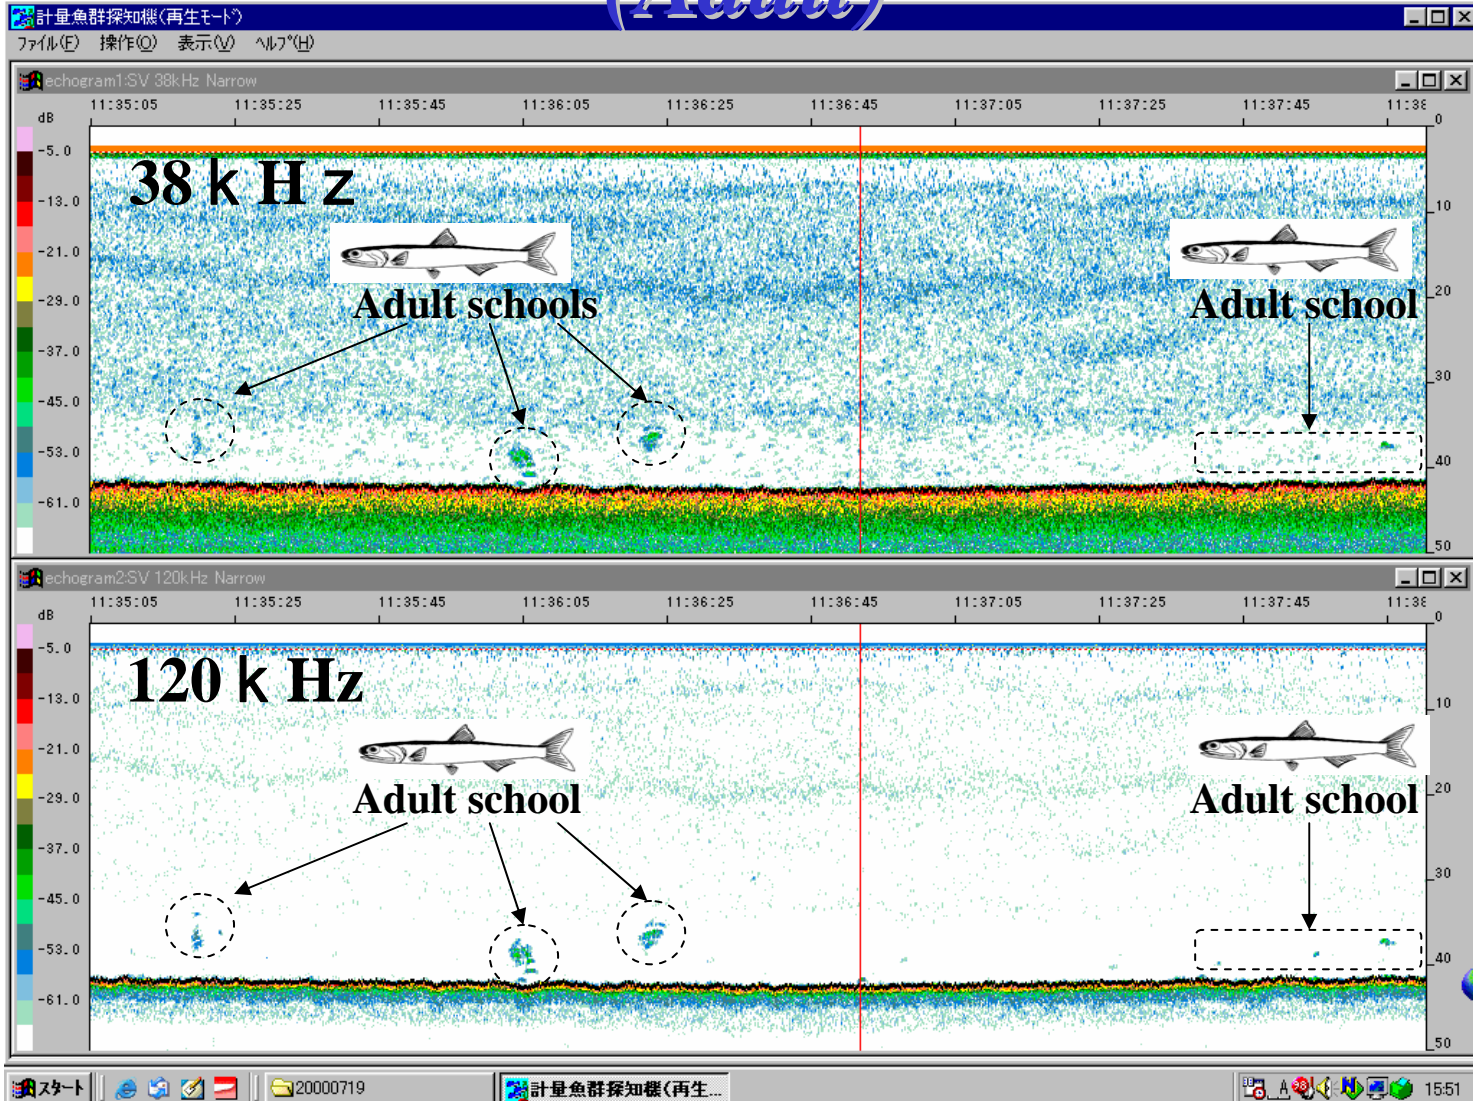 (Adult)
計量魚群探知機(再生モード)
ファイル(F) 操作(O) 表示(V) ヘルプ(H)
echogram1:SV 38kHz Narrow
11:35:05 11:35:25 11:35:45 11:36:05 11:36:25 11:36:45 11:37:05 11:37:25 11:37:45 11:38
dB
0
-5.0
38ｋHｚ
-13.0
10
-21.0
Adult schools
Adult school
-29.0
20
-37.0
30
-45.0
-53.0
40
-61.0
50
echogram2:SV 120kHz Narrow
11:35:05 11:35:25 11:35:45 11:36:05 11:36:25 11:36:45 11:37:05 11:37:25 11:37:45 11:38
dB
0
-5.0
120ｋHz
-13.0
10
-21.0
Adult school
Adult school
-29.0
20
-37.0
30
-45.0
-53.0
40
-61.0
50
スタート 20000719 計量魚群探知機(再生... A 15:51